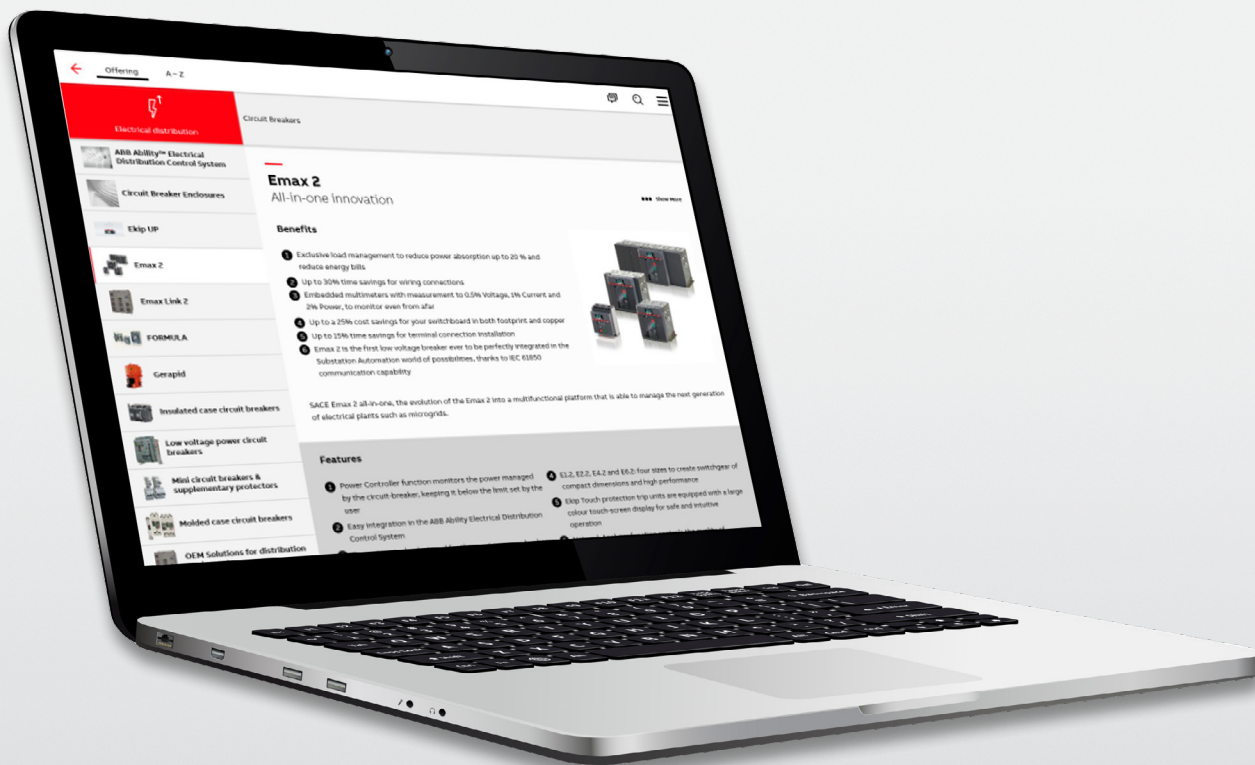 Offering A–Z
Electrical distribution
Circuit Breakers
ABB Ability™ Electrical
Distribution Control System
Circuit Breaker Enclosures
Ekip UP
Emax 2
Emax Link 2
FORMULA
Gerapid
Insulated case circuit breakers
Low voltage power circuit
breakers
Mini circuit breakers &
supplementary protectors
Molded case circuit breakers
OEM Solutions for distribution
Emax 2
All-in-one innovation
Show More
Benefits
1 Exclusive load management to reduce power absorption up to 20 % and
reduce energy bills
2 Up to 30% time savings for wiring connections
3 Embedded multimeters with measurement to 0.5% Voltage, 1% Current and
2% Power, to monitor even from afar
4 Up to a 25% cost savings for your switchboard in both footprint and copper
5 Up to 15% time savings for terminal connection installation
6 Emax 2 is the first low voltage breaker ever to be perfectly integrated in the
Substation Automation world of possibilities, thanks to IEC 61850
communication capability
SACE Emax 2 all-in-one, the evolution of the Emax 2 into a multifunctional platform that is able to manage the next generation
of electrical plants such as microgrids.
Features
1 Power Controller function monitors the power managed
by the circuit-breaker, keeping it below the limit set by the
user
2 Easy integration in the ABB Ability Electrical Distribution
Control System
4 E1.2, E2.2, E4.2 and E6.2: four sizes to create switchgear of
compact dimensions and high performance
5 Ekip Touch protection trip units are equipped with a large
colour touch-screen display for safe and intuitive
operation